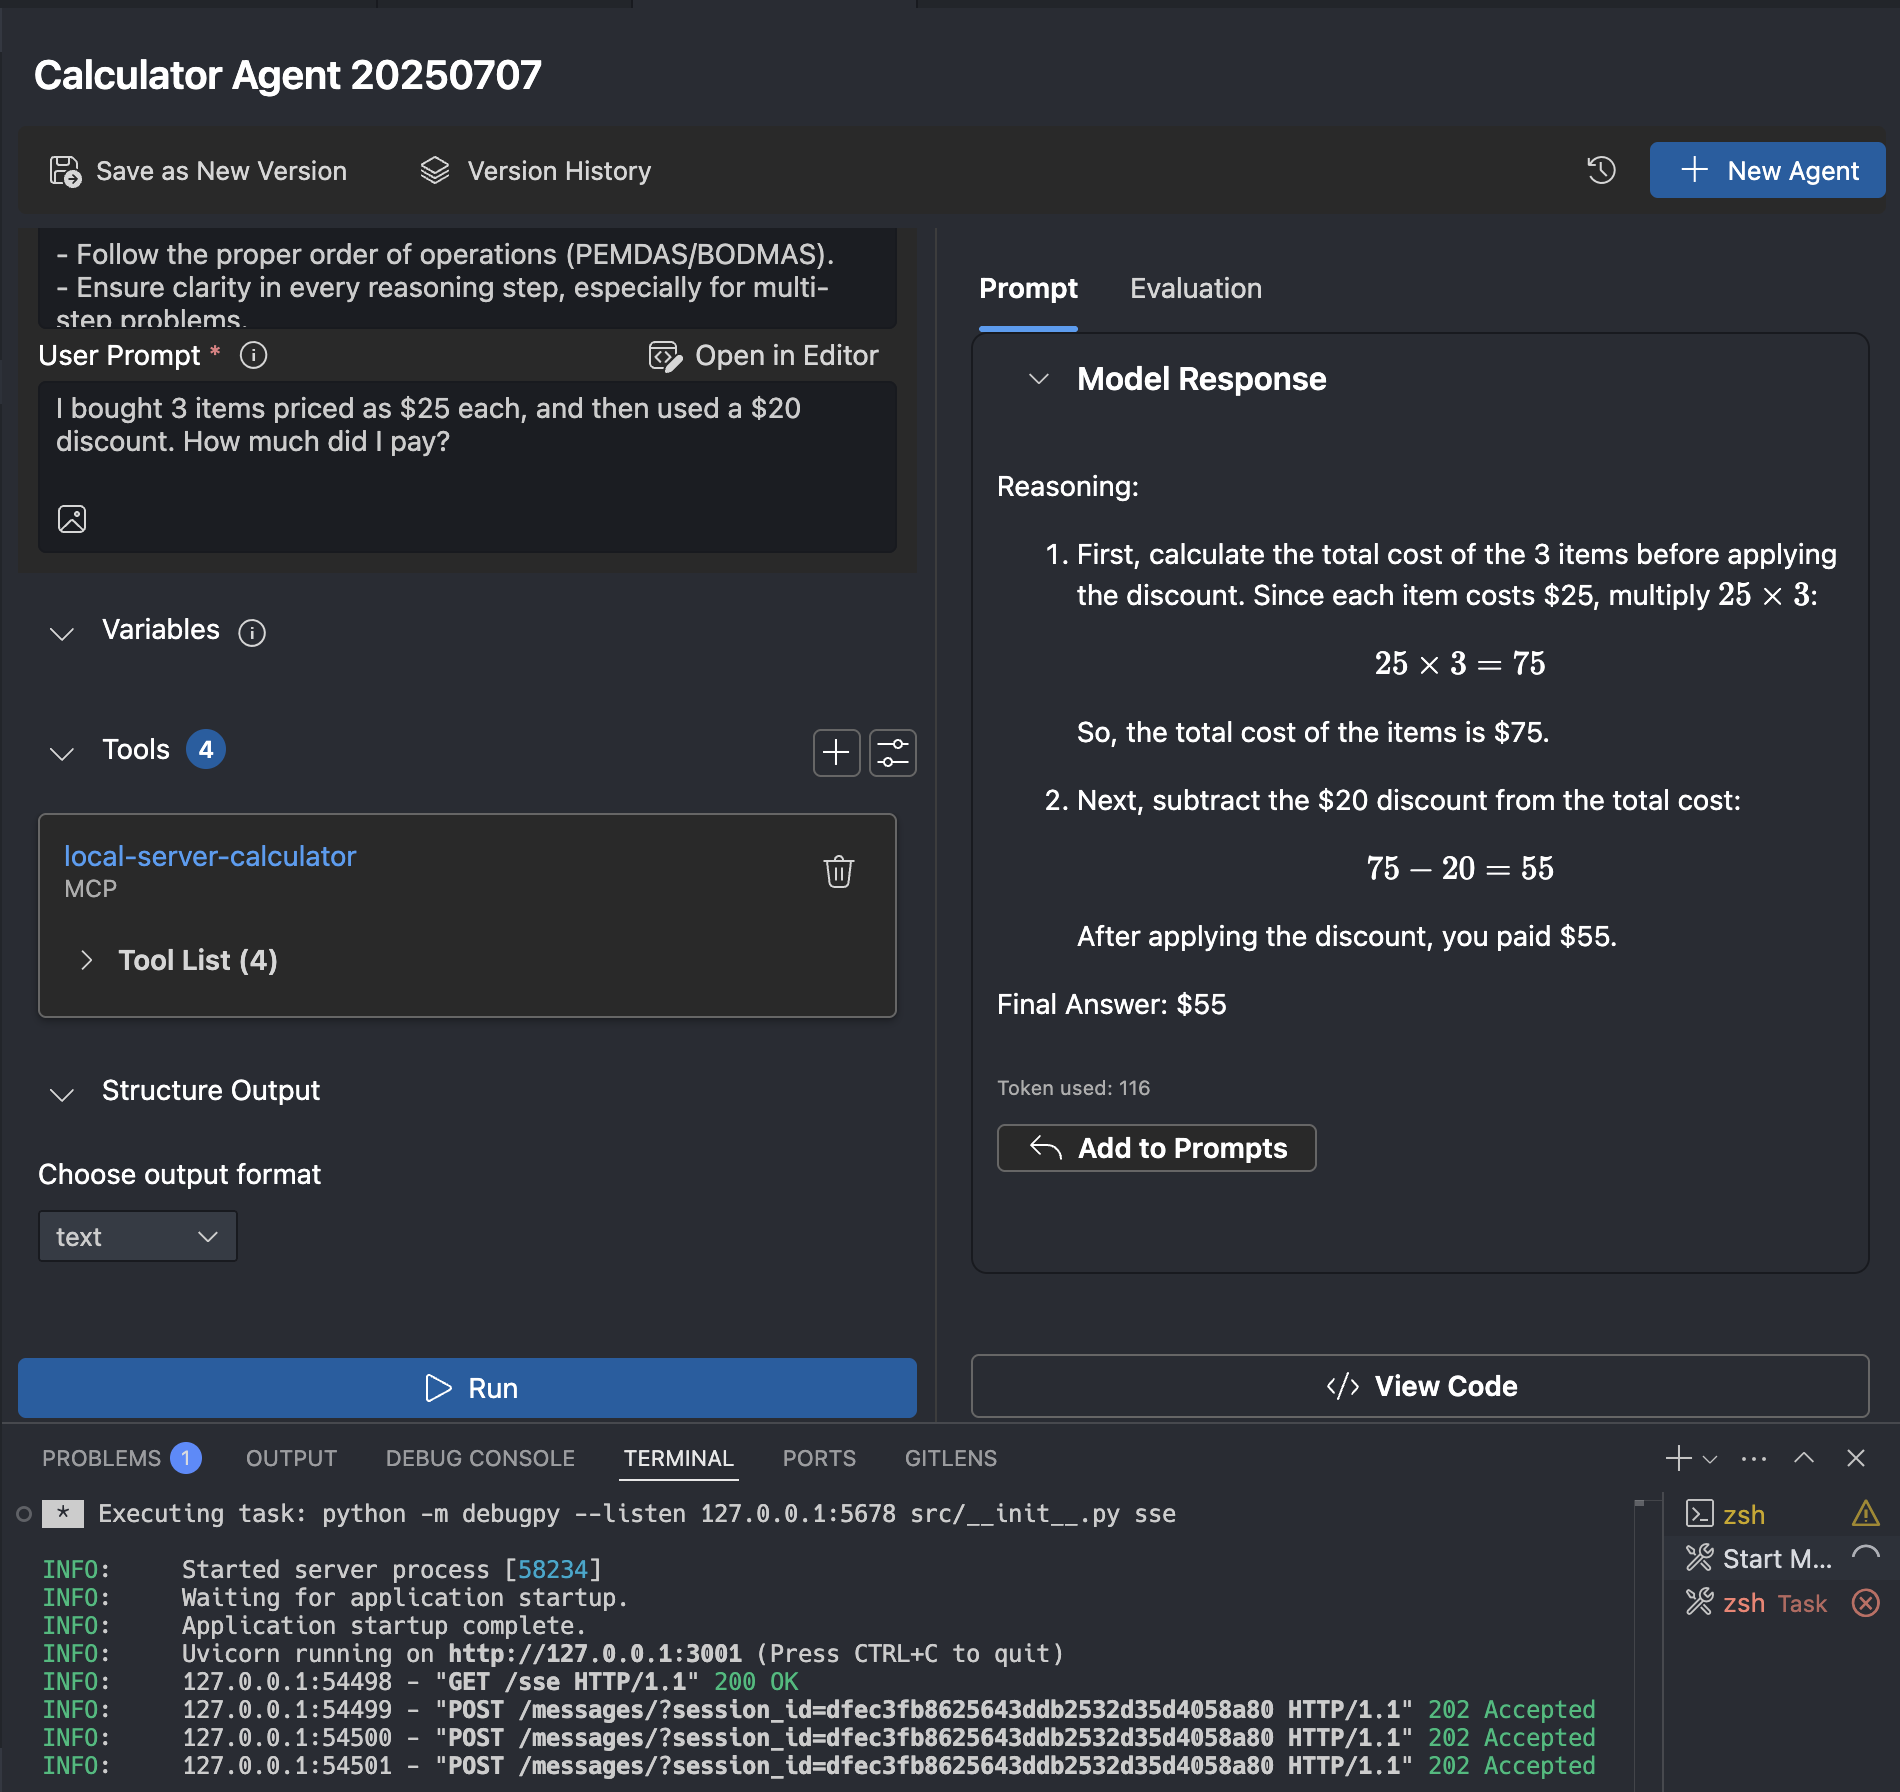 Calculator Agent 20250707
Save as New Version
Version History
New Agent
- Follow the proper order of operations (PEMDAS/BODMAS).
- Ensure clarity in every reasoning step, especially for multi-
step problems.
User Prompt *
Open in Editor
I bought 3 items priced as $25 each, and then used a $20
discount. How much did I pay?
Variables
Tools 4
local-server-calculator
MCP
Tool List (4)
Structure Output
Choose output format
text
Run
Prompt
Evaluation
Model Response
Reasoning:
1. First, calculate the total cost of the 3 items before applying
the discount. Since each item costs $25, multiply 25 × 3:
25 × 3 = 75
So, the total cost of the items is $75.
2. Next, subtract the $20 discount from the total cost:
75 − 20 = 55
After applying the discount, you paid $55.
Final Answer: $55
Token used: 116
Add to Prompts
</> View Code
PROBLEMS 1
OUTPUT
DEBUG CONSOLE
TERMINAL
PORTS
GITLENS
* Executing task: python -m debugpy --listen 127.0.0.1:5678 src/__init__.py sse
INFO: Started server process [58234]
INFO: Waiting for application startup.
INFO: Application startup complete.
INFO: Uvicorn running on http://127.0.0.1:3001 (Press CTRL+C to quit)
INFO: 127.0.0.1:54498 - "GET /sse HTTP/1.1" 200 OK
INFO: 127.0.0.1:54499 - "POST /messages/?session_id=dfec3fb8625643ddb2532d35d4058a80 HTTP/1.1" 202 Accepted
INFO: 127.0.0.1:54500 - "POST /messages/?session_id=dfec3fb8625643ddb2532d35d4058a80 HTTP/1.1" 202 Accepted
INFO: 127.0.0.1:54501 - "POST /messages/?session_id=dfec3fb8625643ddb2532d35d4058a80 HTTP/1.1" 202 Accepted
zsh
Start M...
zsh Task